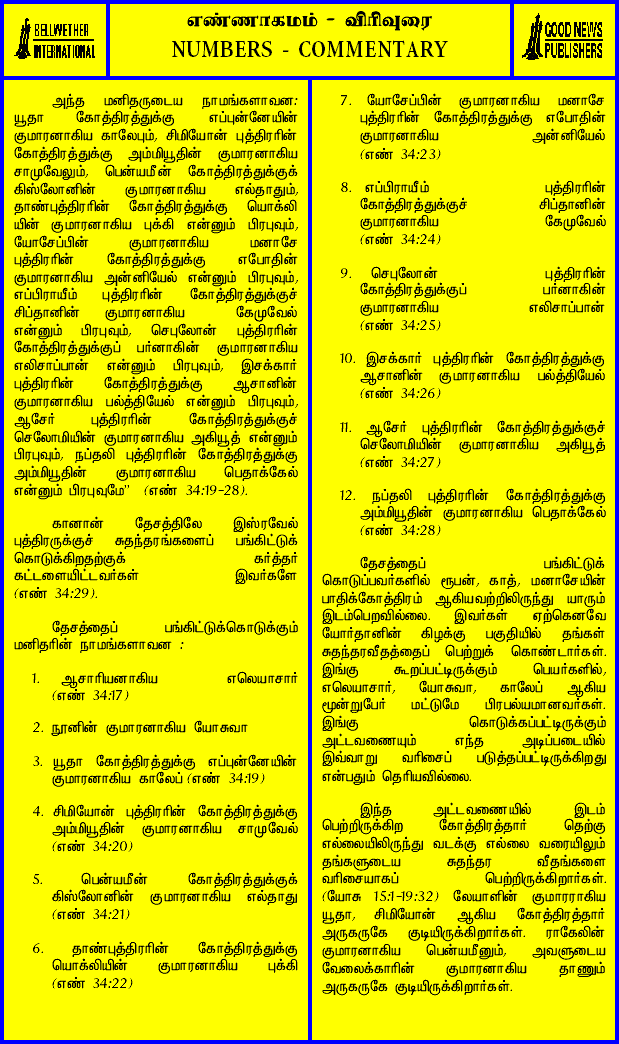 BELLWETHER
INTERNATIONAL
எண்ணாகமம் - விரிவுரை
NUMBERS - COMMENTARY
GOOD NEWS
PUBLISHERS
அந்த மனிதருடைய நாமங்களாவன:
யூதா கோத்திரத்துக்கு எப்புன்னேயின்
குமாரனாகிய காலேபும், சிமியோன் புத்திரரின்
கோத்திரத்துக்கு அம்மியூதின் குமாரனாகிய
சாமுவேலும், பென்யமீன் கோத்திரத்துக்குக்
கிஸ்லோனின் குமாரனாகிய எல்தாதும்,
தாண்புத்திரரின் கோத்திரத்துக்கு யொக்லி
யின் குமாரனாகிய புக்கி என்னும் பிரபுவும்,
யோசேப்பின் குமாரனாகிய மனாசே
புத்திரரின் கோத்திரத்துக்கு எபோதின்
குமாரனாகிய அன்னியேல் என்னும் பிரபுவும்,
எப்பிராயீம் புத்திரரின் கோத்திரத்துக்குச்
சிப்தானின் குமாரனாகிய கேமுவேல்
என்னும் பிரபுவும், செபுலோன் புத்திரரின்
கோத்திரத்துக்குப் பர்னாகின் குமாரனாகிய
எலிசாப்பான் என்னும் பிரபுவும், இசக்கார்
புத்திரரின் கோத்திரத்துக்கு ஆசானின்
குமாரனாகிய பல்த்தியேல் என்னும் பிரபுவும்,
ஆசேர் புத்திரரின் கோத்திரத்துக்குச்
செலோமியின் குமாரனாகிய அகியூத் என்னும்
பிரபுவும், நப்தலி புத்திரரின் கோத்திரத்துக்கு
அம்மியூதின் குமாரனாகிய பெதாக்கேல்
என்னும் பிரபுவுமே" (எண் 34:19-28).
கானான் தேசத்திலே இஸ்ரவேல்
புத்திரருக்குச் சுதந்தரங்களைப் பங்கிட்டுக்
கொடுக்கிறதற்குக் கர்த்தர்
கட்டளையிட்டவர்கள் இவர்களே
(எண் 34:29).
தேசத்தைப் பங்கிட்டுக்கொடுக்கும்
மனிதரின் நாமங்களாவன :
1. ஆசாரியனாகிய எலெயாசார்
(எண் 34:17)
2. நூனின் குமாரனாகிய யோசுவா
3. யூதா கோத்திரத்துக்கு எப்புன்னேயின்
குமாரனாகிய காலேப் (எண் 34:19)
4. சிமியோன் புத்திரரின் கோத்திரத்துக்கு
அம்மியூதின் குமாரனாகிய சாமுவேல்
(எண் 34:20)
5. பென்யமீன் கோத்திரத்துக்குக்
கிஸ்லோனின் குமாரனாகிய எல்தாது
(எண் 34:21)
6. தாண்புத்திரரின் கோத்திரத்துக்கு
யொக்லியின் குமாரனாகிய புக்கி
(எண் 34:22)
7. யோசேப்பின் குமாரனாகிய மனாசே
புத்திரரின் கோத்திரத்துக்கு எபோதின்
குமாரனாகிய அன்னியேல்
(எண் 34:23)
8. எப்பிராயீம் புத்திரரின்
கோத்திரத்துக்குச் சிப்தானின்
குமாரனாகிய கேமுவேல்
(எண் 34:24)
9. செபுலோன் புத்திரரின்
கோத்திரத்துக்குப் பர்னாகின்
குமாரனாகிய எலிசாப்பான்
(எண் 34:25)
10. இசக்கார் புத்திரரின் கோத்திரத்துக்கு
ஆசானின் குமாரனாகிய பல்த்தியேல்
(எண் 34:26)
11. ஆசேர் புத்திரரின் கோத்திரத்துக்குச்
செலோமியின் குமாரனாகிய அகியூத்
(எண் 34:27)
12. நப்தலி புத்திரரின் கோத்திரத்துக்கு
அம்மியூதின் குமாரனாகிய பெதாக்கேல்
(எண் 34:28)
தேசத்தைப் பங்கிட்டுக்
கொடுப்பவர்களில் ரூபன், காத், மனாசேயின்
பாதிக்கோத்திரம் ஆகியவற்றிலிருந்து யாரும்
இடம்பெறவில்லை. இவர்கள் ஏற்கெனவே
யோர்தானின் கிழக்கு பகுதியில் தங்கள்
சுதந்தரவீதத்தைப் பெற்றுக் கொண்டார்கள்.
இங்கு கூறப்பட்டிருக்கும் பெயர்களில்,
எலெயாசார், யோசுவா, காலேப் ஆகிய
மூன்றுபேர் மட்டுமே பிரபல்யமானவர்கள்.
இங்கு கொடுக்கப்பட்டிருக்கும்
அட்டவணையும் எந்த அடிப்படையில்
இவ்வாறு வரிசைப் படுத்தப்பட்டிருக்கிறது
என்பதும் தெரியவில்லை.
இந்த அட்டவணையில் இடம்
பெற்றிருக்கிற கோத்திரத்தார் தெற்கு
எல்லையிலிருந்து வடக்கு எல்லை வரையிலும்
தங்களுடைய சுதந்தர வீதங்களை
வரிசையாகப் பெற்றிருக்கிறார்கள்.
(யோசு 15:1-19:32) லேயாளின் குமாரராகிய
யூதா, சிமியோன் ஆகிய கோத்திரத்தார்
அருகருகே குடியிருக்கிறார்கள். ராகேலின்
குமாரனாகிய பென்யமீனும், அவளுடைய
வேலைக்காரின் குமாரனாகிய தாணும்
அருகருகே குடியிருக்கிறார்கள்.